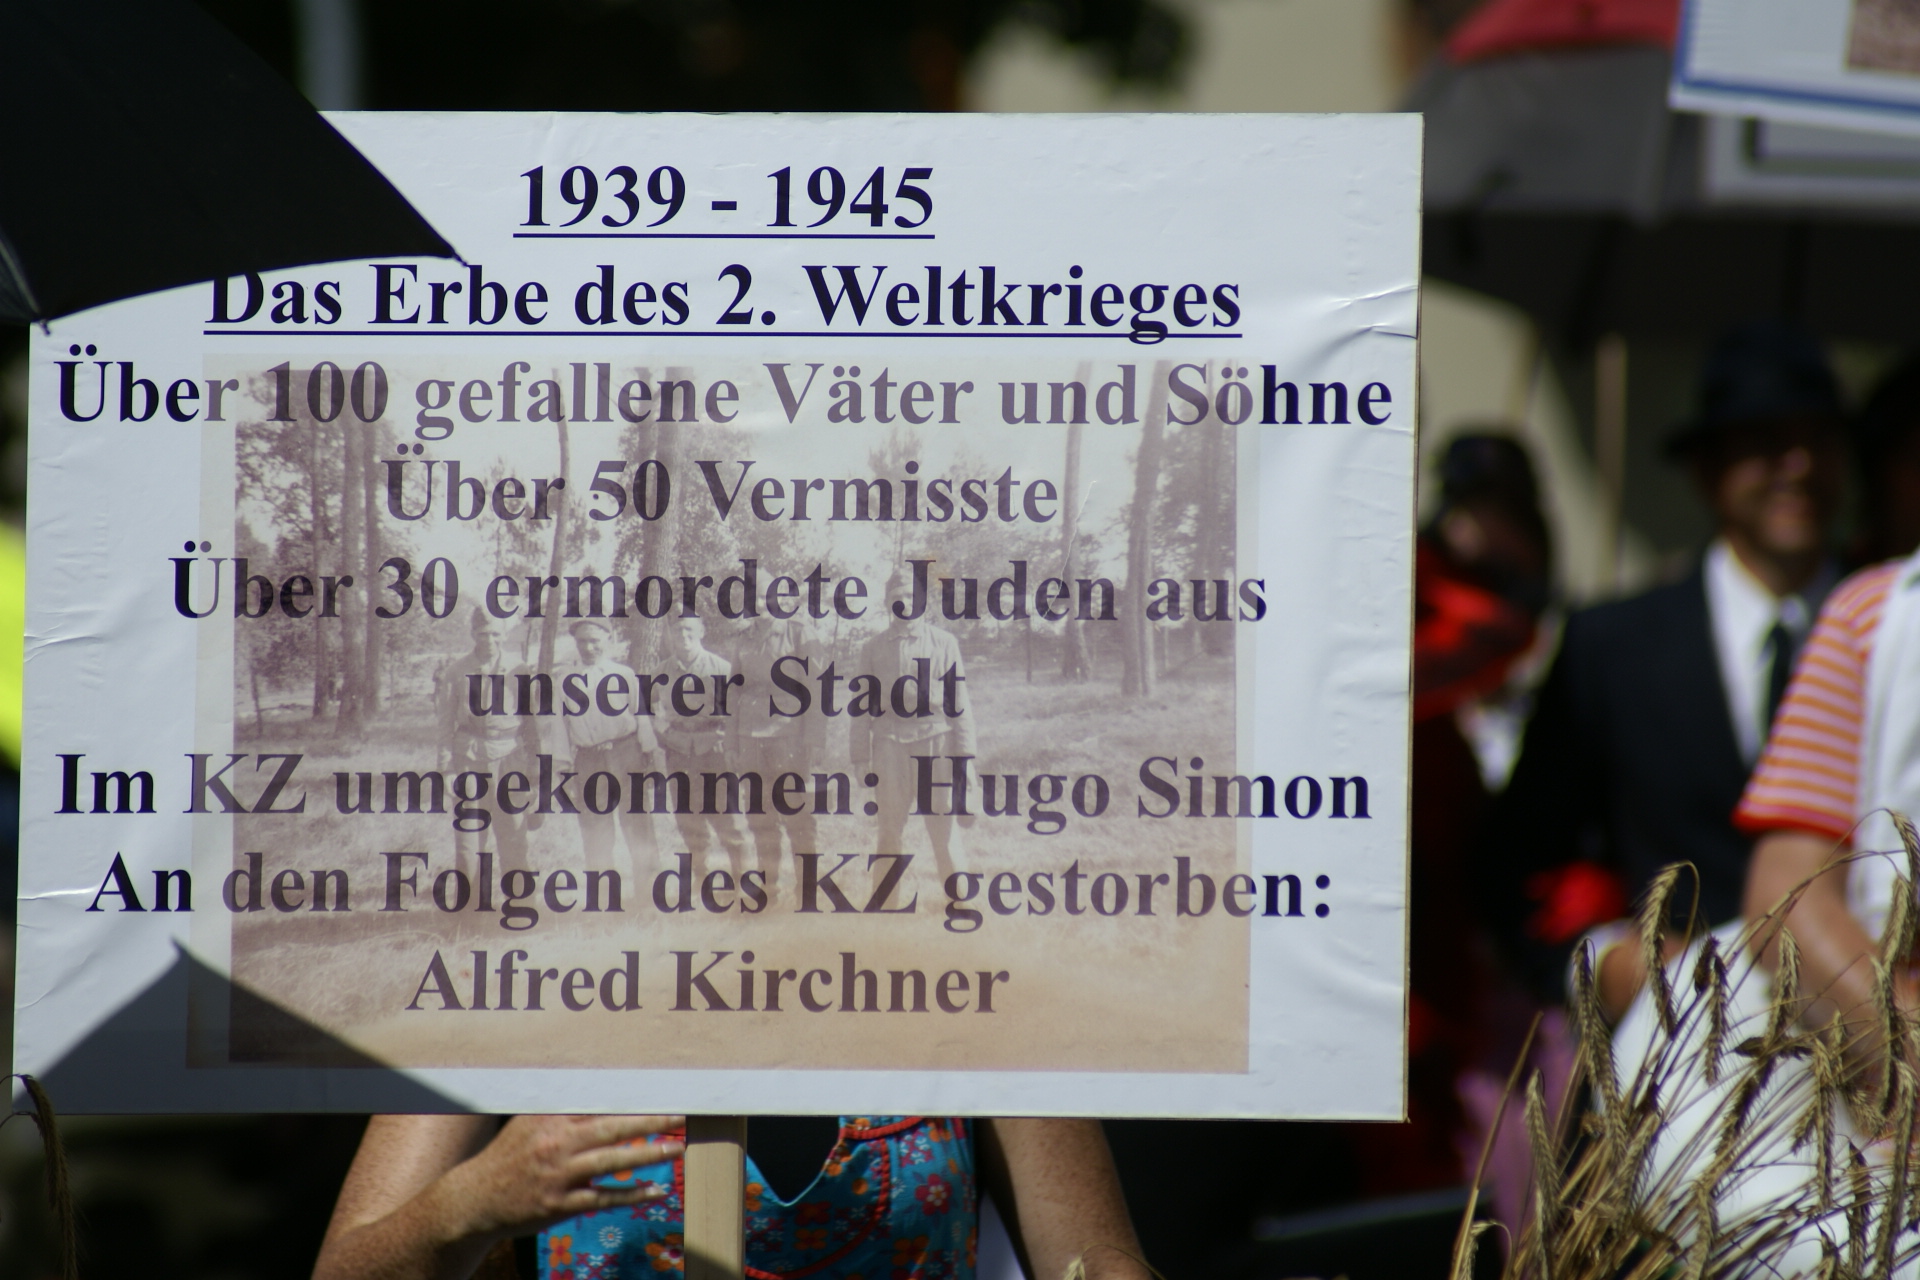 1939 - 1945
Das Erbe des 2. Weltkrieges
Über 100 gefallene Väter und Söhne
Über 50 Vermisste
Über 30 ermordete Juden aus
unserer Stadt
Im KZ umgekommen: Hugo Simon
An den Folgen des KZ gestorben:
Alfred Kirchner